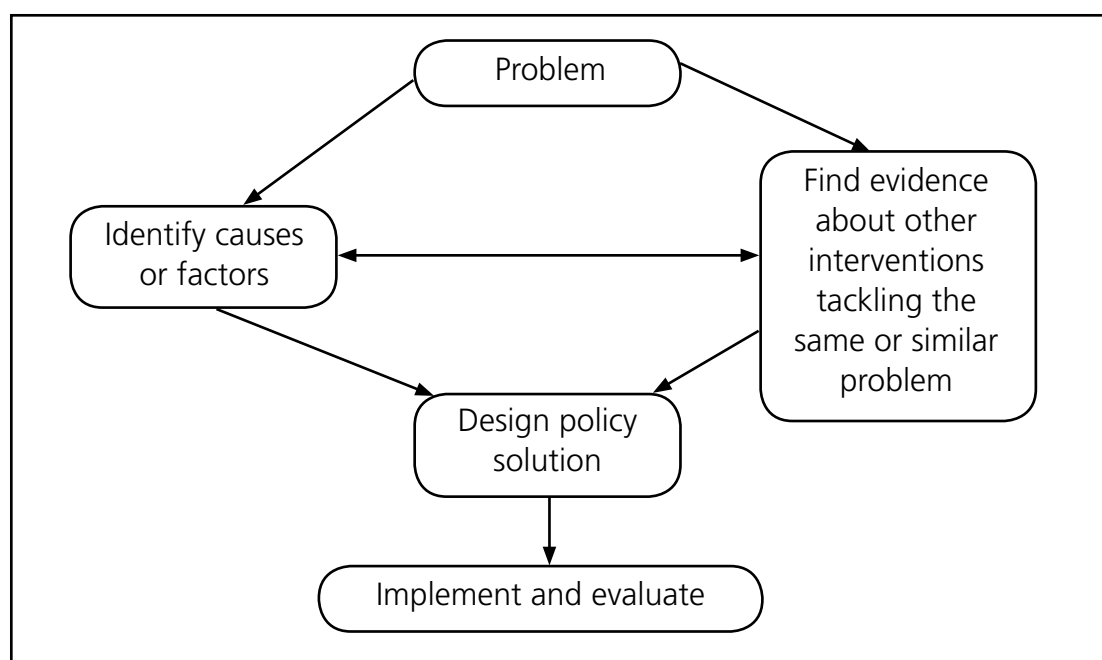 Problem
Identify causes
or factors
Find evidence
about other
interventions
tackling the
same or similar
problem
Design policy
solution
Implement and evaluate